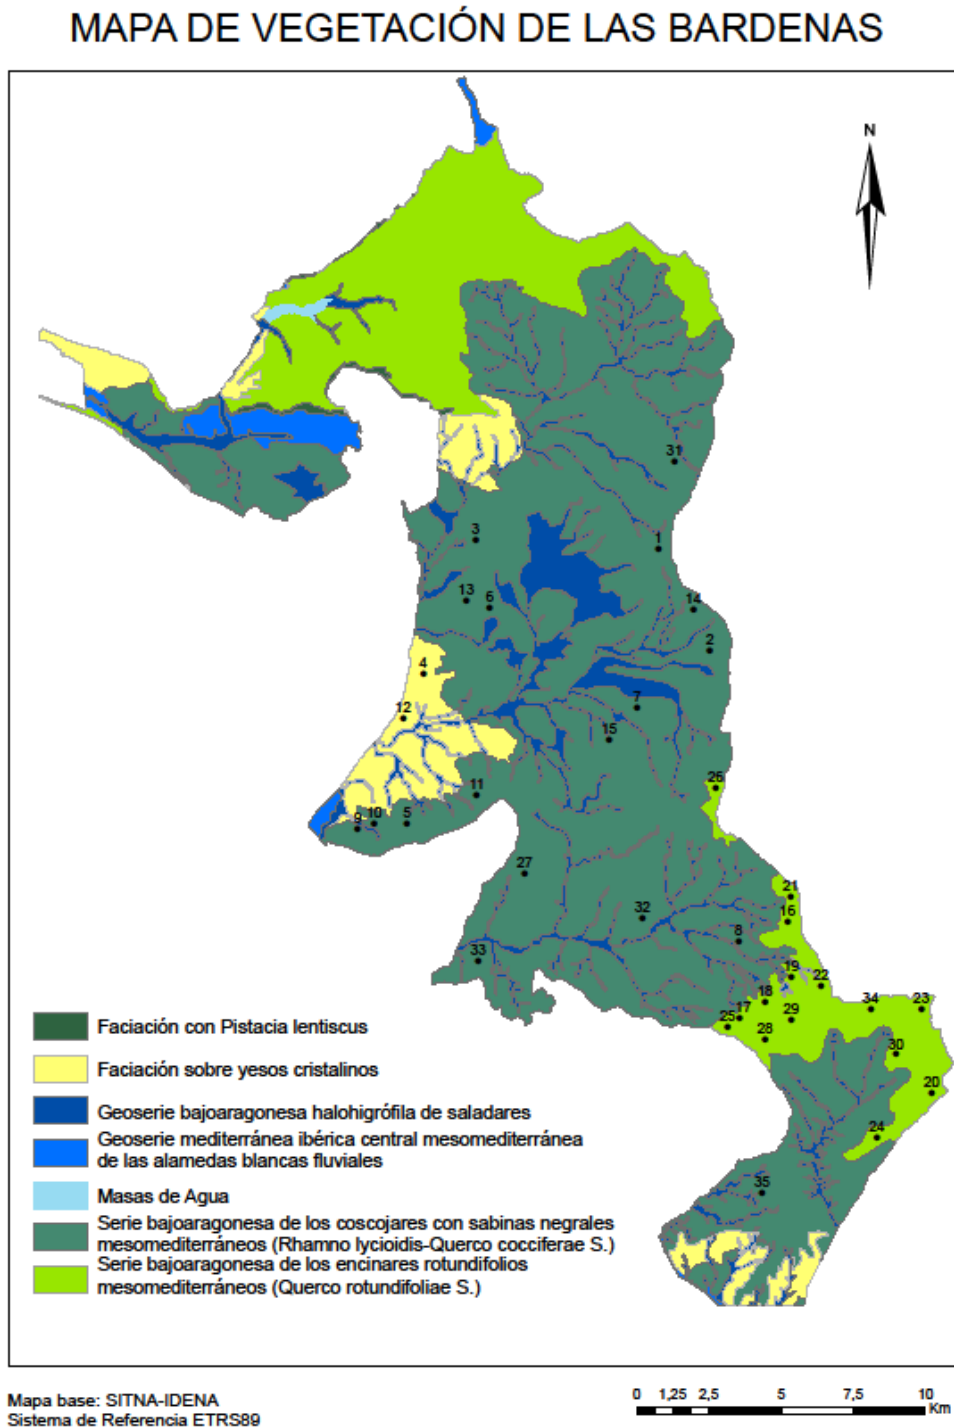 MAPA DE VEGETACIÓN DE LAS BARDENAS
N
31
3
1
13
6
14
2
4
7
12
15
26
11
9
10
5
27
21
32
16
8
33
19
22
18
34
23
17
29
25
28
30
20
24
35
Faciación con Pistacia lentiscus
Faciación sobre yesos cristalinos
Geoserie bajoaragonesa halohigrófila de saladares
Geoserie mediterránea ibérica central mesomediterránea
de las alamedas blancas fluviales
Masas de Agua
Serie bajoaragonesa de los coscojares con sabinas negrales
mesomediterráneos (Rhamno lycioidis-Querco cocciferae S.)
Serie bajoaragonesa de los encinares rotundifolios
mesomediterráneos (Querco rotundifoliae S.)
Mapa base: SITNA-IDENA
Sistema de Referencia ETRS89
0 1,25 2,5 5 7,5 10
Km